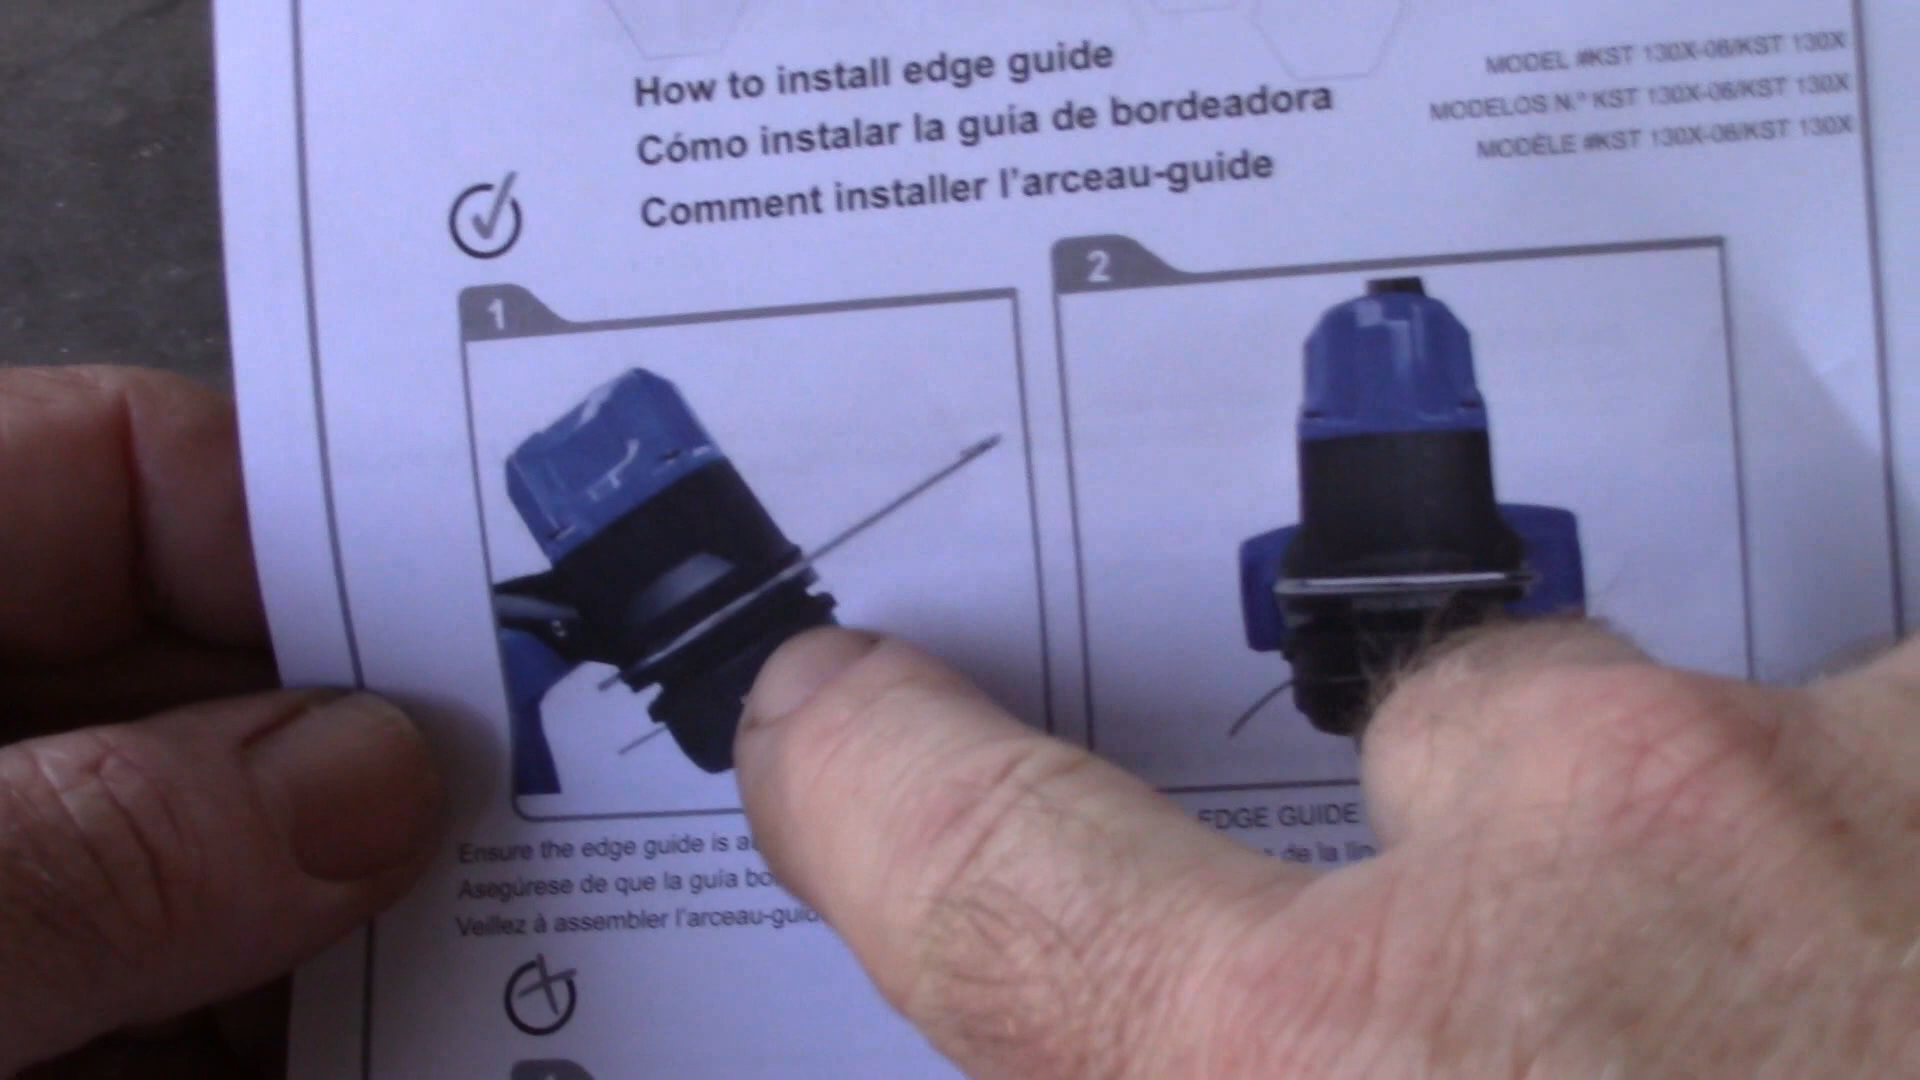 How to install edge guide
Cómo instalar la guía de bordeadora
Comment installer l'arceau-guide
MODEL #KST 130X-06/KST 130X
MODELOS N.° KST 130X-06/KST 130X
MODÈLE #KST 130X-06/KST 130X
1
2
Ensure the edge guide is
Asegúrese de que la guía
Veillez à assembler l'arceau-guid
EDGE GUIDE
de la